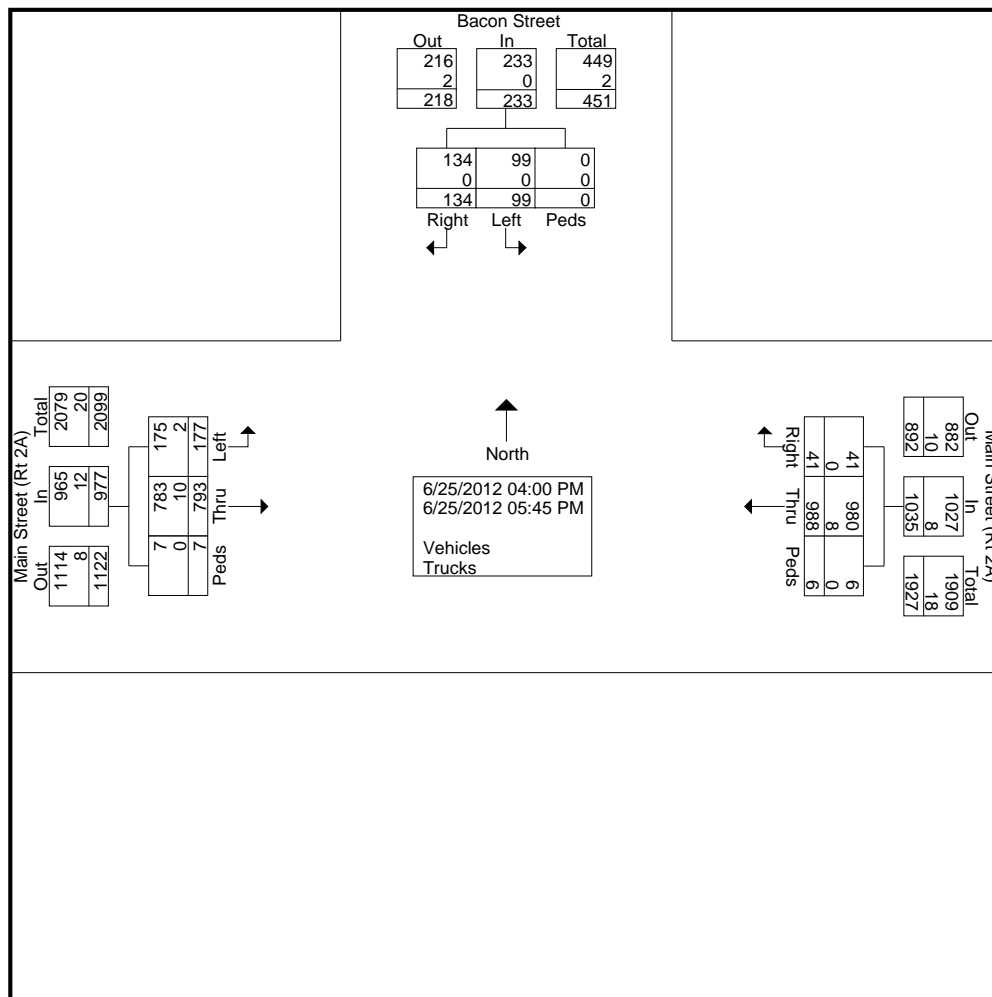 Bacon Street
Out In Total
216 233 449
2 0 2
218 233 451
134 99 0
0 0 0
134 99 0
Right Left Peds
Main Street (Rt 2A)
Total In Out
2079 965 1114
20 12 8
2099 977 1122
175 783 7
2 10 0
177 793 7
Left Thru Peds
North
6/25/2012 04:00 PM
6/25/2012 05:45 PM
Vehicles
Trucks
Main Street (Rt 2A)
Out In Total
882 1027 1909
10 8 18
892 1035 1927
41 980 6
0 8 0
41 988 6
Right Thru Peds